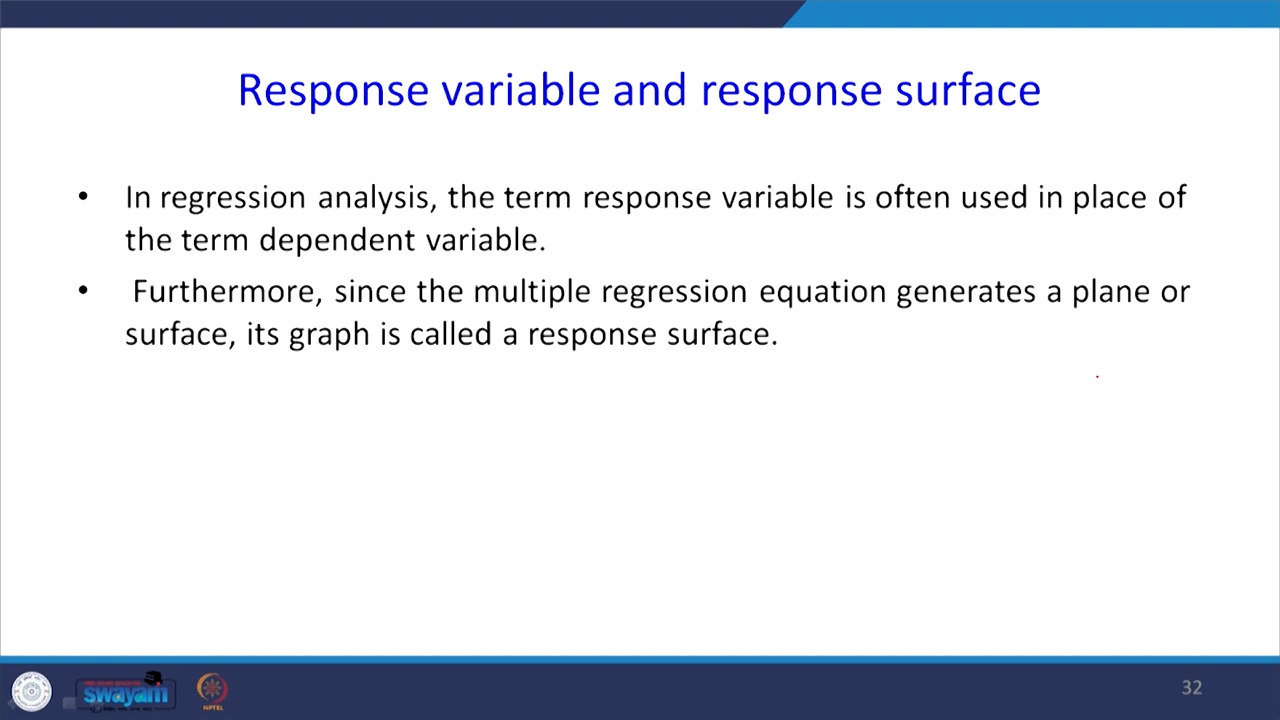 Response variable and response surface
• In regression analysis, the term response variable is often used in place of
the term dependent variable.
• Furthermore, since the multiple regression equation generates a plane or
surface, its graph is called a response surface.
swayam
NPTEL
32